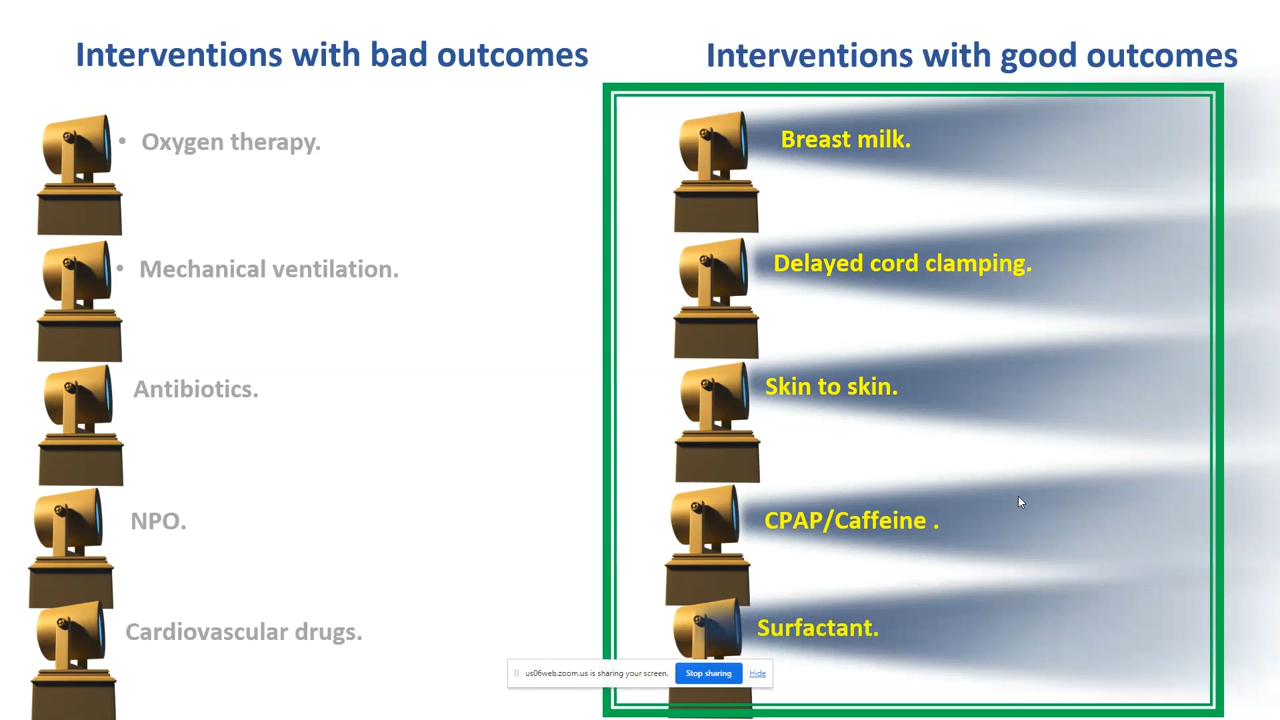 Interventions with bad outcomes
• Oxygen therapy.
• Mechanical ventilation.
Antibiotics.
NPO.
Cardiovascular drugs.
Interventions with good outcomes
Breast milk.
Delayed cord clamping.
Skin to skin.
CPAP/Caffeine .
Surfactant.
us06web.zoom.us is sharing your screen. Stop sharing Hide